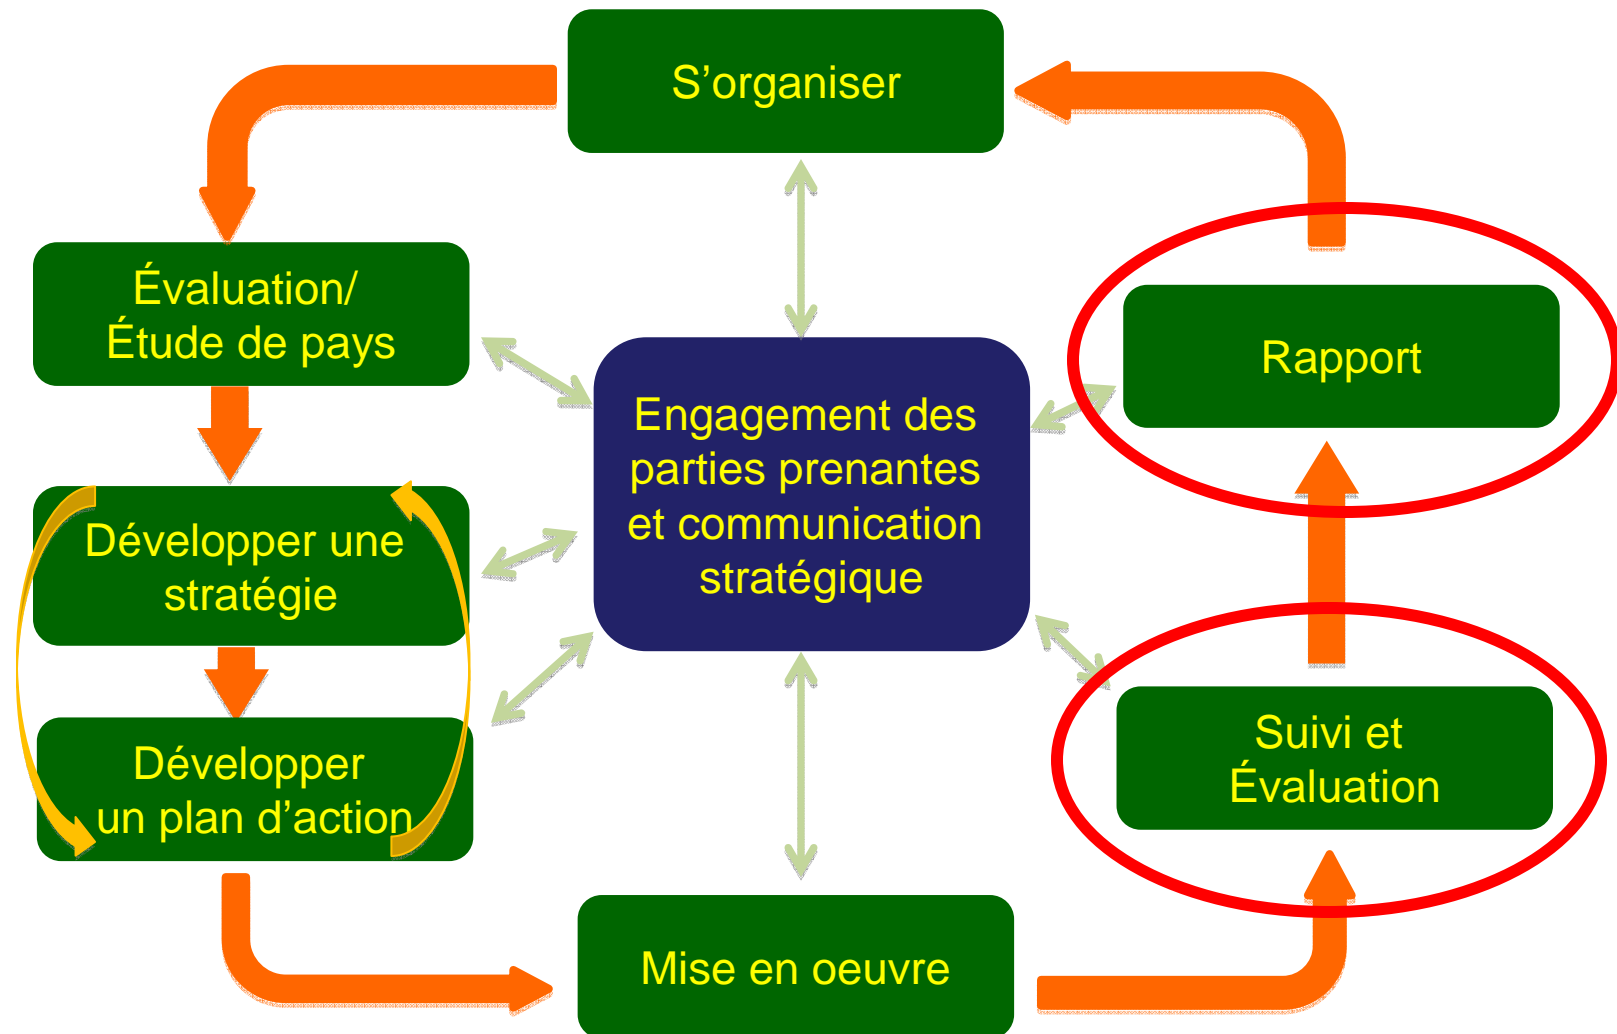 S’organiser
Évaluation/
Étude de pays
Développer une
stratégie
Développer
un plan d’action
Engagement des
parties prenantes
et communication
stratégique
Rapport
Suivi et
Évaluation
Mise en oeuvre